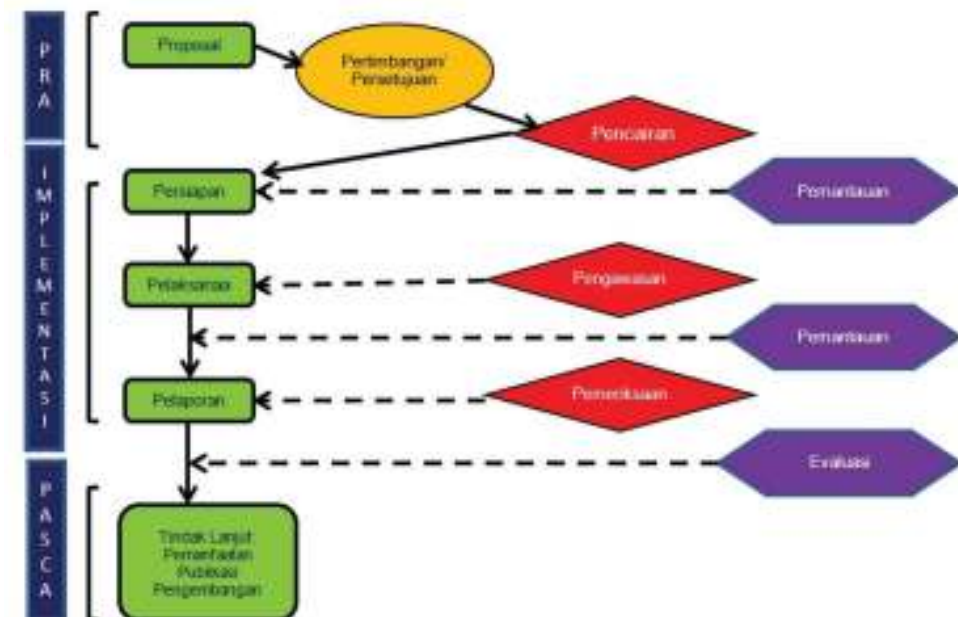 PRA
Proposal
Pertimbangan/
Persetujuan
Pencairan
IMPLEMENTASI
Persiapan
Pemantauan
Pelaksanaa
Pengawasan
Pemantauan
Pelaporan
Pemeriksaan
Evaluasi
PASCA
Tindak Lanjut:
Pemanfaatan
Publikasi
Pengembangan